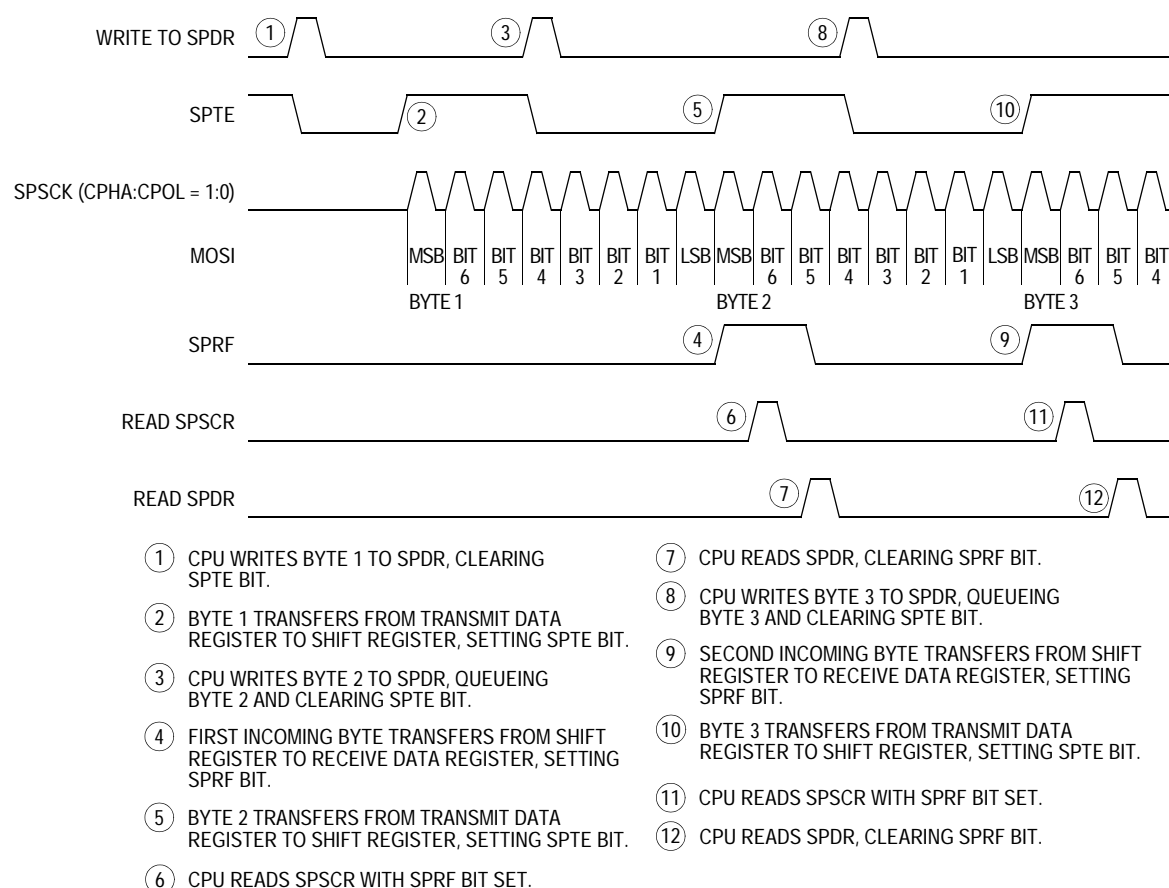 WRITE TO SPDR 1 3 8
SPTE 2 5 10
SPSCK (CPHA:CPOL = 1:0)
MOSI MSB BIT 6 BIT 5 BIT 4 BIT 3 BIT 2 BIT 1 LSB MSB BIT 6 BIT 5 BIT 4 BIT 3 BIT 2 BIT 1 LSB MSB BIT 6 BIT 5 BIT 4
BYTE 1 BYTE 2 BYTE 3
SPRF 4 9
READ SPSCR 6 11
READ SPDR 7 12
1 CPU WRITES BYTE 1 TO SPDR, CLEARING
SPTE BIT.
2 BYTE 1 TRANSFERS FROM TRANSMIT DATA
REGISTER TO SHIFT REGISTER, SETTING SPTE BIT.
3 CPU WRITES BYTE 2 TO SPDR, QUEUEING
BYTE 2 AND CLEARING SPTE BIT.
4 FIRST INCOMING BYTE TRANSFERS FROM SHIFT
REGISTER TO RECEIVE DATA REGISTER, SETTING
SPRF BIT.
5 BYTE 2 TRANSFERS FROM TRANSMIT DATA
REGISTER TO SHIFT REGISTER, SETTING SPTE BIT.
6 CPU READS SPSCR WITH SPRF BIT SET.
7 CPU READS SPDR, CLEARING SPRF BIT.
8 CPU WRITES BYTE 3 TO SPDR, QUEUEING
BYTE 3 AND CLEARING SPTE BIT.
9 SECOND INCOMING BYTE TRANSFERS FROM SHIFT
REGISTER TO RECEIVE DATA REGISTER, SETTING
SPRF BIT.
10 BYTE 3 TRANSFERS FROM TRANSMIT DATA
REGISTER TO SHIFT REGISTER, SETTING SPTE BIT.
11 CPU READS SPSCR WITH SPRF BIT SET.
12 CPU READS SPDR, CLEARING SPRF BIT.